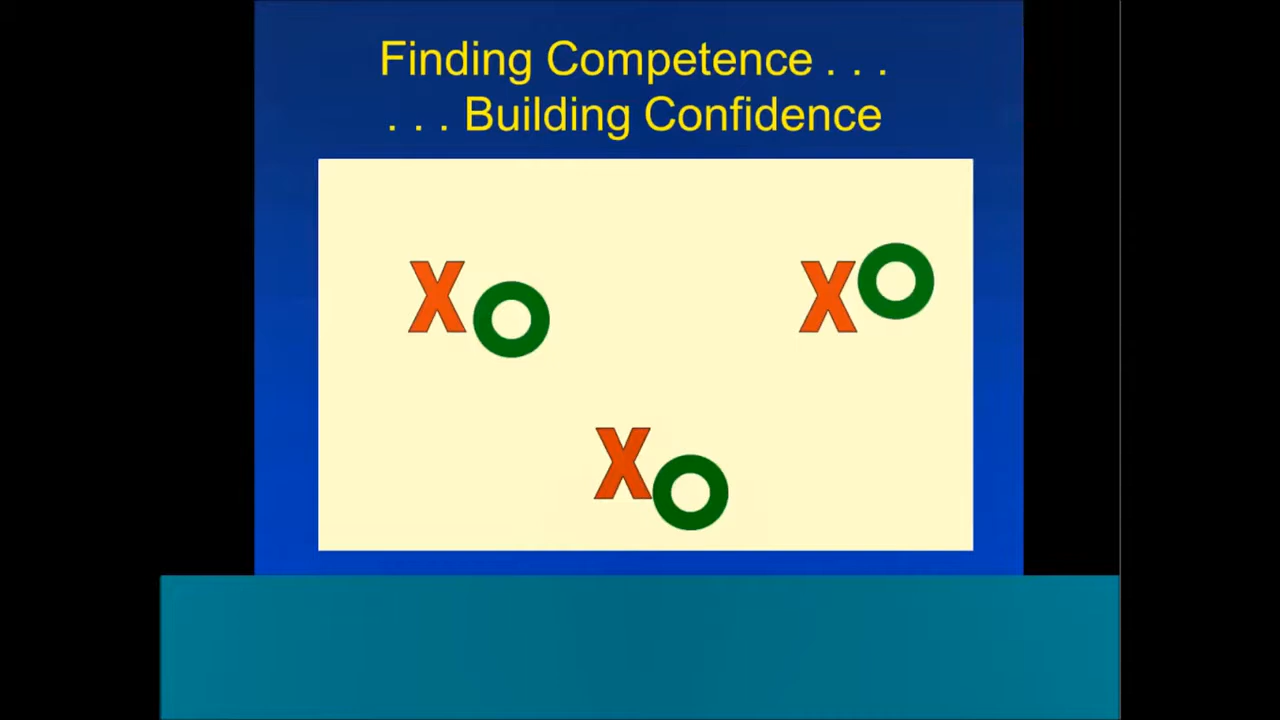 Finding Competence . . .
. . . Building Confidence
X O X O
X O